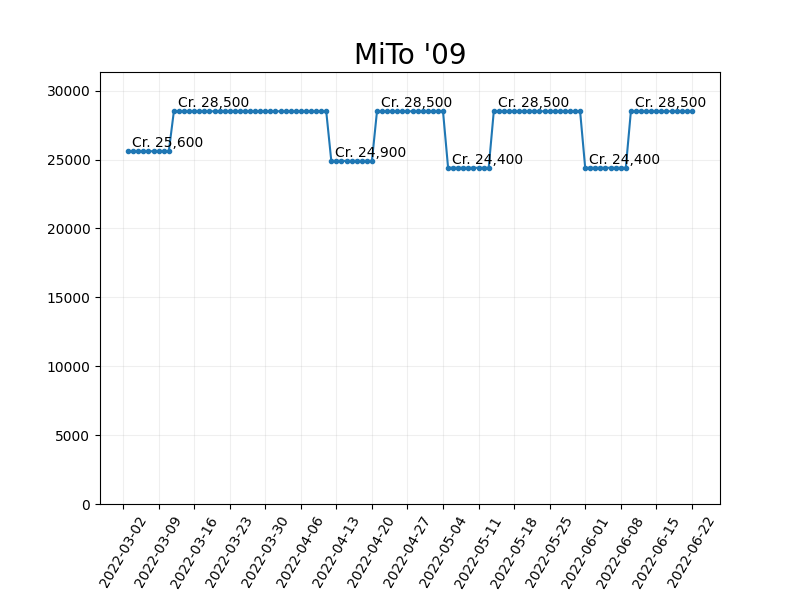 MiTo '09
30000
25000
20000
15000
10000
5000
0
Cr. 25,600
Cr. 28,500
Cr. 24,900
Cr. 28,500
Cr. 24,400
Cr. 28,500
Cr. 24,400
Cr. 28,500
2022-03-02
2022-03-09
2022-03-16
2022-03-23
2022-03-30
2022-04-06
2022-04-13
2022-04-20
2022-04-27
2022-05-04
2022-05-11
2022-05-18
2022-05-25
2022-06-01
2022-06-08
2022-06-15
2022-06-22